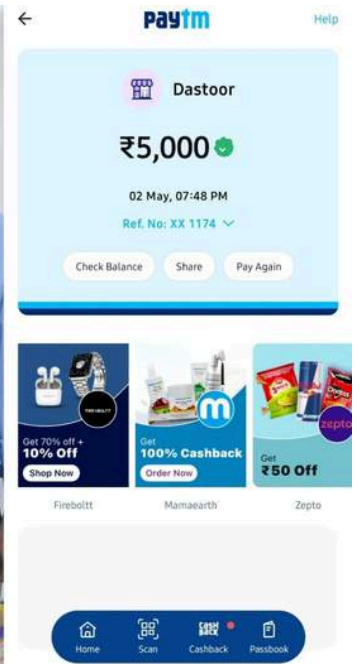 paytm
Help
Dastoor
₹5,000
02 May, 07:48 PM
Ref. No: XX 1174
Check Balance
Share
Pay Again
Get 70% off +
10% Off
Shop Now
Fireboltt
m
Get
100% Cashback
Order Now
Mamaearth
zepto
Get
₹50 Off
Zepto
Home
Scan
CASH BACK
Cashback
Passbook